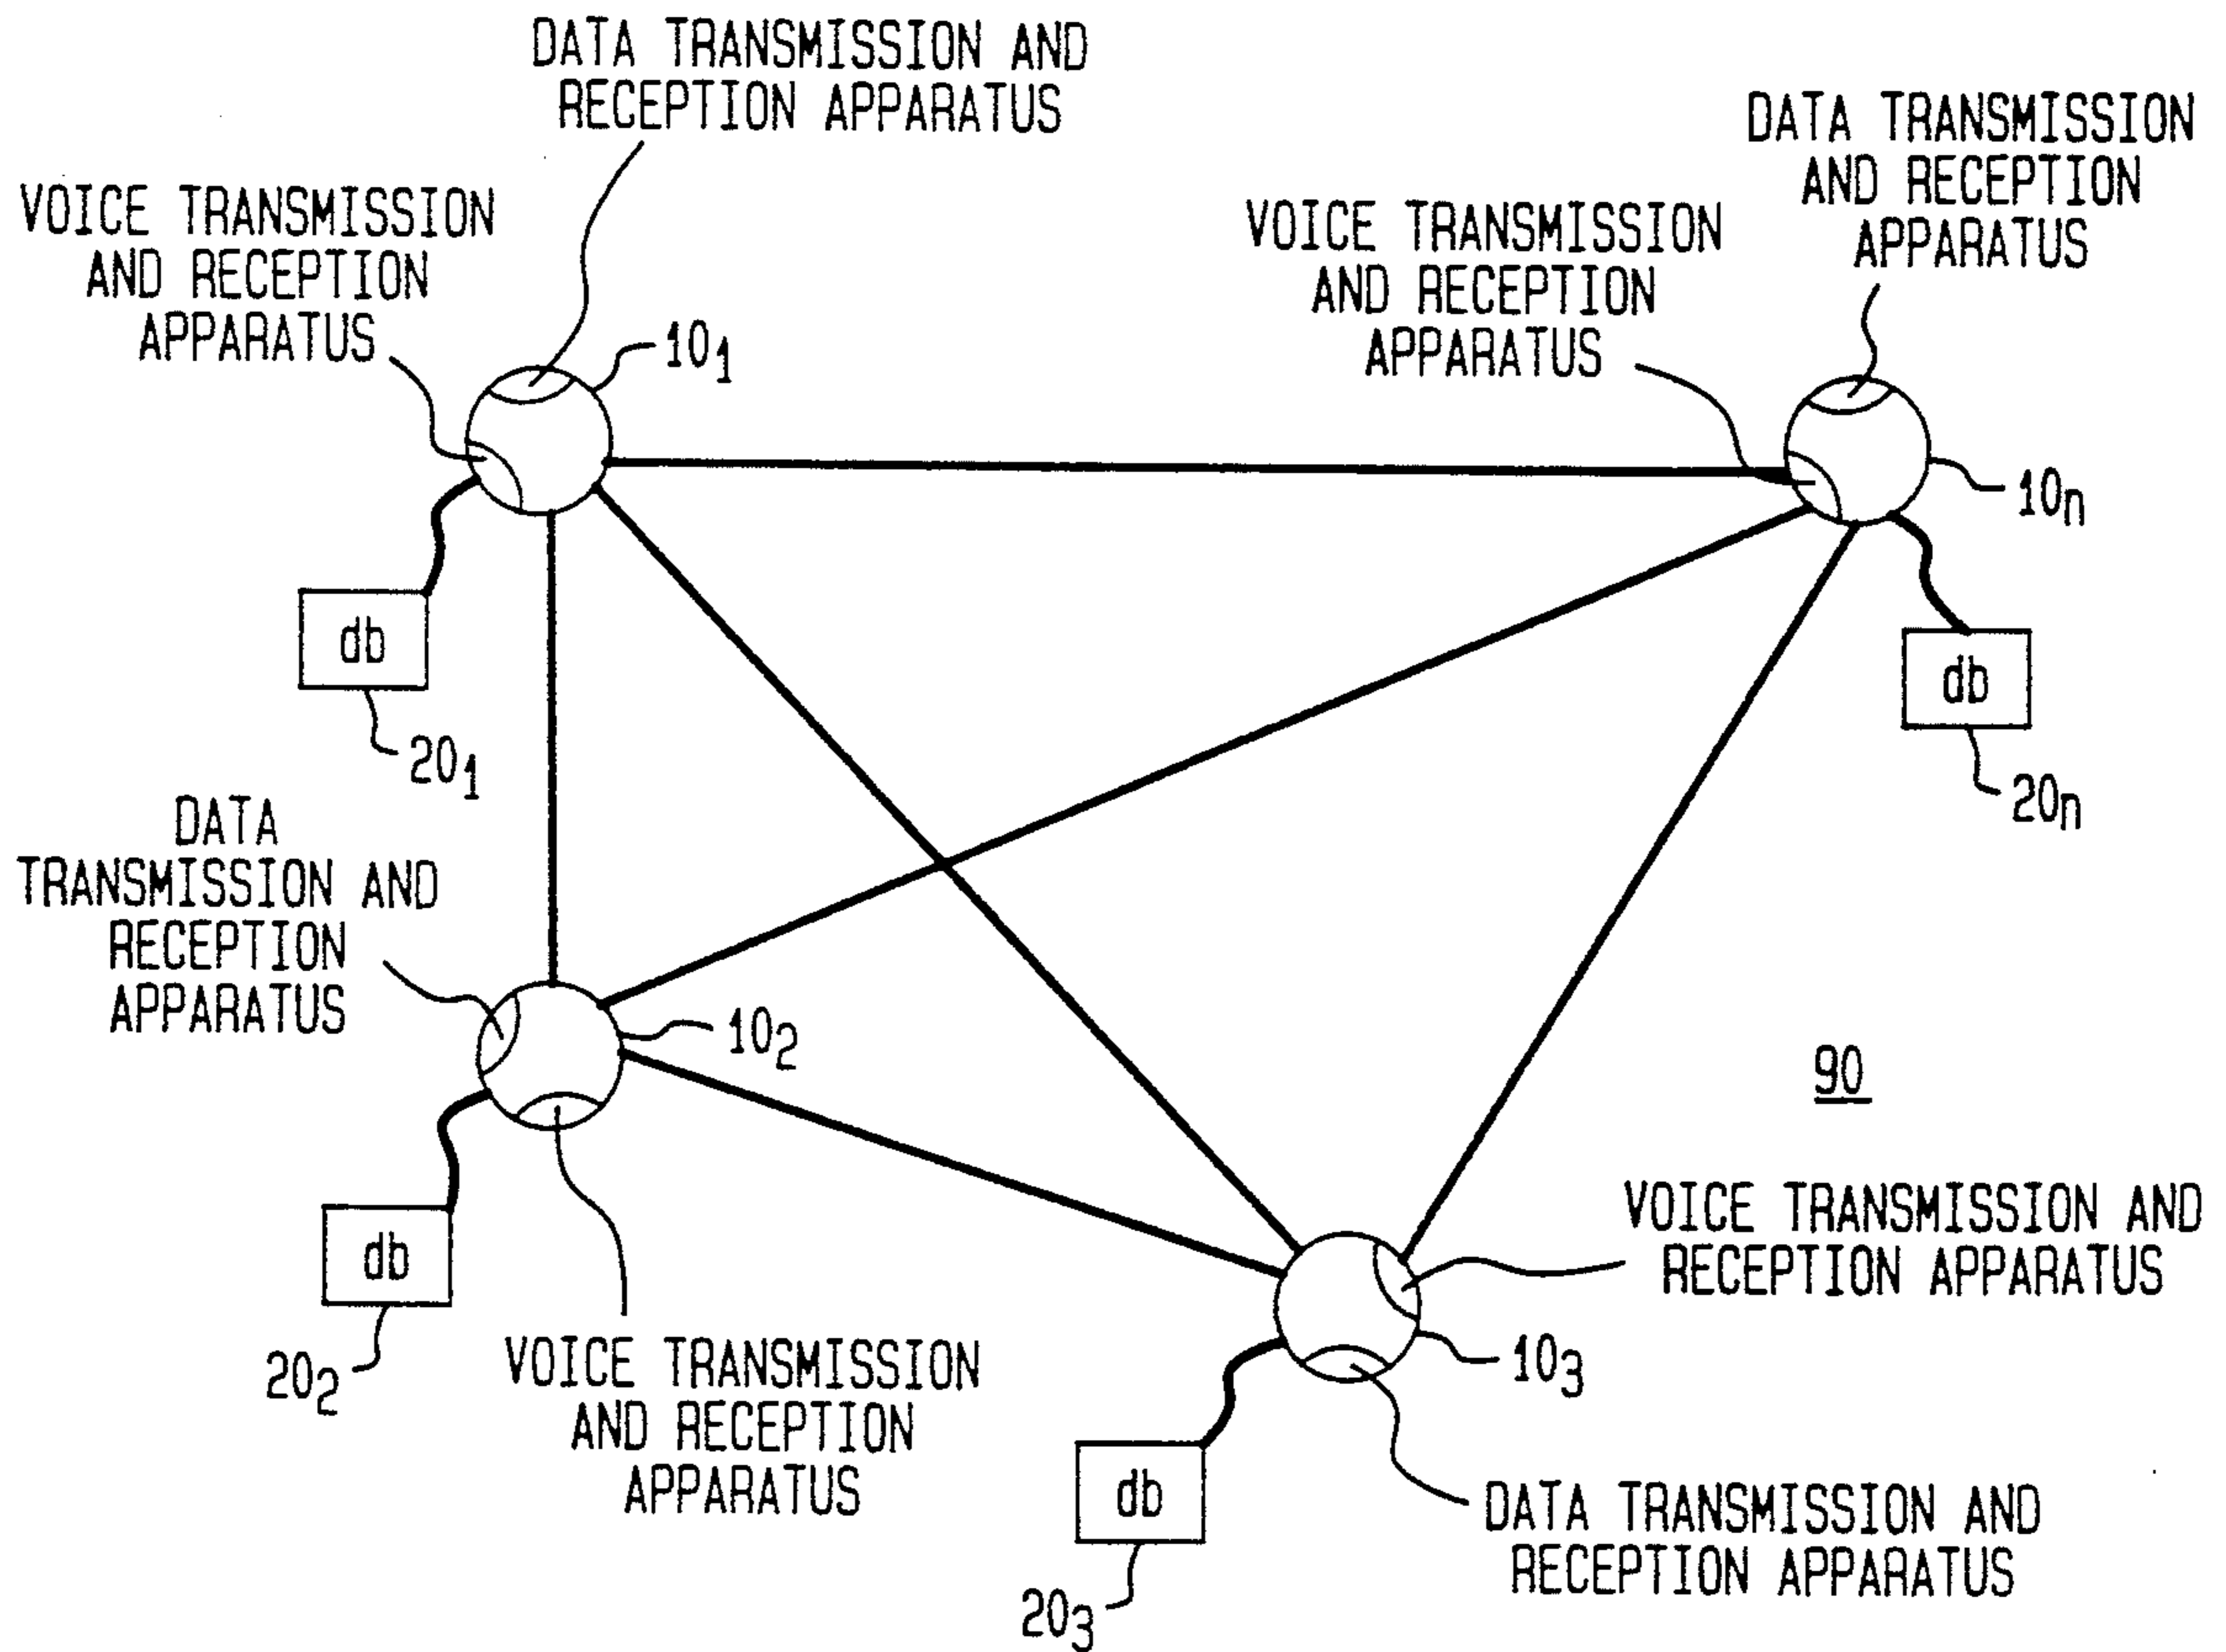 DATA TRANSMISSION AND
RECEPTION APPARATUS
DATA TRANSMISSION
AND RECEPTION
APPARATUS
VOICE TRANSMISSION
AND RECEPTION
APPARATUS
VOICE TRANSMISSION
AND RECEPTION
APPARATUS
10₁
10ₙ
db
20₁
db
20ₙ
DATA
TRANSMISSION AND
RECEPTION
APPARATUS
10₂
90
db
20₂
VOICE TRANSMISSION
AND RECEPTION
APPARATUS
VOICE TRANSMISSION AND
RECEPTION APPARATUS
10₃
db
20₃
DATA TRANSMISSION AND
RECEPTION APPARATUS